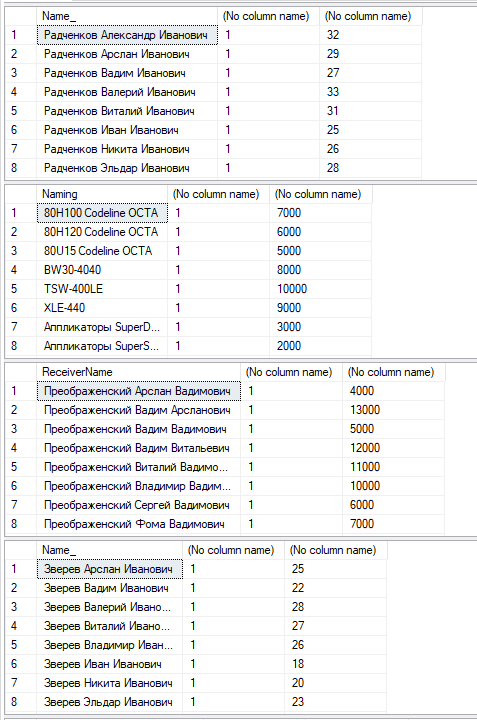 Name_ (No column name) (No column name)
1 Радченков Александр Иванович 1 32
2 Радченков Арслан Иванович 1 29
3 Радченков Вадим Иванович 1 27
4 Радченков Валерий Иванович 1 33
5 Радченков Виталий Иванович 1 31
6 Радченков Иван Иванович 1 25
7 Радченков Никита Иванович 1 26
8 Радченков Эльдар Иванович 1 28
Naming (No column name) (No column name)
1 80H100 Codeline OCTA 1 7000
2 80H120 Codeline OCTA 1 6000
3 80U15 Codeline OCTA 1 5000
4 BW30-4040 1 8000
5 TSW-400LE 1 10000
6 XLE-440 1 9000
7 Аппликаторы SuperD... 1 3000
8 Аппликаторы SuperS... 1 2000
ReceiverName (No column name) (No column name)
1 Преображенский Арслан Вадимович 1 4000
2 Преображенский Вадим Арсланович 1 13000
3 Преображенский Вадим Вадимович 1 5000
4 Преображенский Вадим Витальевич 1 12000
5 Преображенский Виталий Вадимо... 1 11000
6 Преображенский Владимир Вадим... 1 10000
7 Преображенский Сергей Вадимович 1 6000
8 Преображенский Фома Вадимович 1 7000
Name_ (No column name) (No column name)
1 Зверев Арслан Иванович 1 25
2 Зверев Вадим Иванович 1 22
3 Зверев Валерий Ивано... 1 28
4 Зверев Виталий Ивано... 1 27
5 Зверев Владимир Иван... 1 26
6 Зверев Иван Иванович 1 18
7 Зверев Никита Иванович 1 20
8 Зверев Эльдар Иванович 1 23